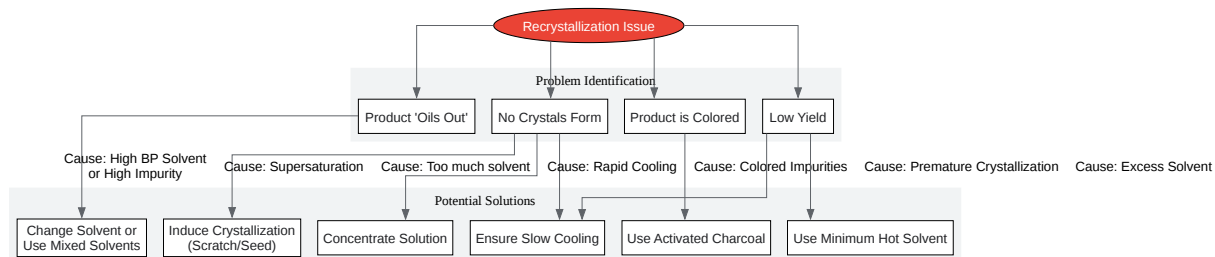 Recrystallization Issue
Problem Identification
Product 'Oils Out'
No Crystals Form
Product is Colored
Low Yield
Cause: High BP Solvent
or High Impurity
Cause: Supersaturation
Cause: Too much solvent
Cause: Rapid Cooling
Cause: Colored Impurities
Cause: Premature Crystallization
Cause: Excess Solvent
Potential Solutions
Change Solvent or
Use Mixed Solvents
Induce Crystallization
(Scratch/Seed)
Concentrate Solution
Ensure Slow Cooling
Use Activated Charcoal
Use Minimum Hot Solvent